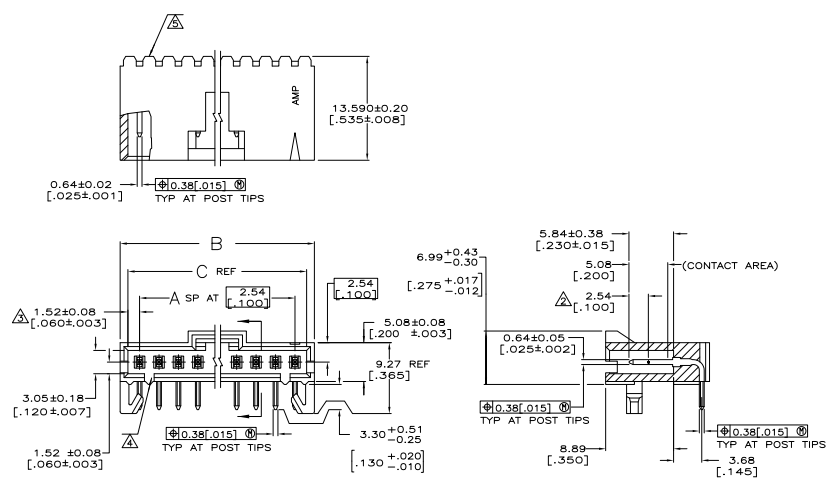 5
AMP
13.590±0.20
[.535±.008]
0.64±0.02
[.025±.001]
⌖ 0.38[.015] Ⓜ
TYP AT POST TIPS
B
C REF
A SP AT 2.54
[.100]
2.54
[.100]
3 1.52±0.08
[.060±.003]
5.08±0.08
[.200 ±.003]
9.27 REF
[.365]
3.05±0.18
[.120±.007]
4
⌖ 0.38[.015] Ⓜ
TYP AT POST TIPS
1.52 ±0.08
[.060±.003]
3.30 +0.51
-0.25
[.130 +.020
-.010]
5.84±0.38
[.230±.015]
6.99 +0.43
-0.30
[.275 +.017
-.012]
5.08
[.200]
(CONTACT AREA)
2 2.54
[.100]
0.64±0.05
[.025±.002]
⌖ 0.38[.015] Ⓜ
TYP AT POST TIPS
⌖ 0.38[.015] Ⓜ
TYP AT POST TIPS
8.89
[.350]
3.68
[.145]